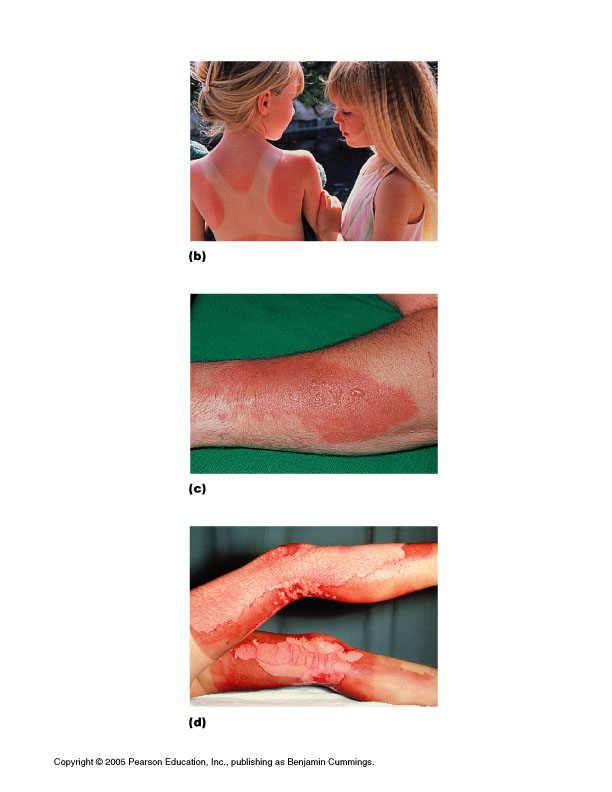 (b)
(c)
(d)
Copyright © 2005 Pearson Education, Inc., publishing as Benjamin Cummings.